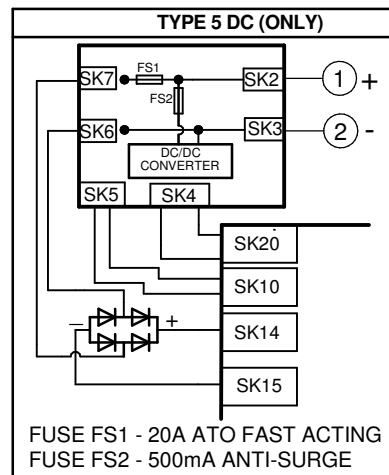 TYPE 5 DC (ONLY)
SK7
FS1
SK2
1 +
FS2
SK6
SK3
2 -
DC/DC
CONVERTER
SK5
SK4
SK20
SK10
— +
SK14
SK15
FUSE FS1 - 20A ATO FAST ACTING
FUSE FS2 - 500mA ANTI-SURGE